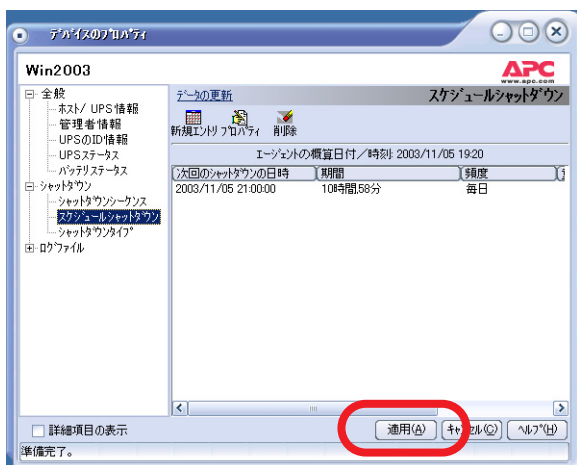 デバイスのプロパティ
Win2003
APC
www.apc.com
全般
ホスト/ UPS情報
管理者情報
UPSのID情報
UPSステータス
バッテリステータス
シャットダウン
シャットダウンシーケンス
スケジュールシャットダウン
シャットダウンタイプ
ログファイル
データの更新
スケジュールシャットダウン
新規エントリ プロパティ 削除
エージェントの概算日付/時刻: 2003/11/05 19:20
次回のシャットダウンの日時 期間 頻度
2003/11/05 21:00:00 10時間,58分 毎日
詳細項目の表示
適用(A) キャンセル(C) ヘルプ(H)
準備完了。